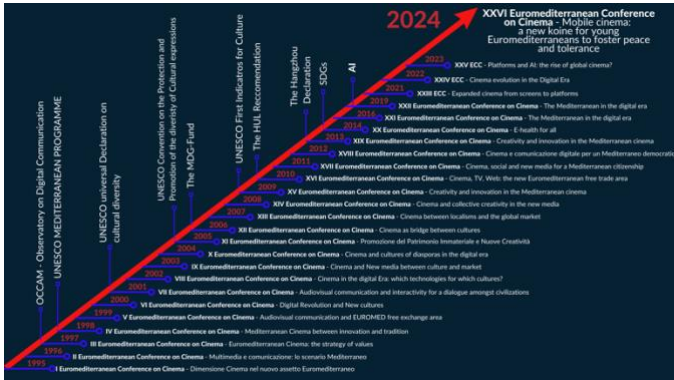 2024
XXVI Euromediterranean Conference
on Cinema - Mobile cinema:
a new koine for young
Euromediterraneans to foster peace
and tolerance
2023
XXV ECC - Platforms and AI: the rise of global cinema?
2022
XXIV ECC - Cinema evolution in the Digital Era
2021
XXIII ECC - Expanded cinema from screens to platforms
2019
XXII Euromediterranean Conference on Cinema - The Mediterranean in the digital era
2016
XXI Euromediterranean Conference on Cinema - The Mediterranean in the digital era
2014
XX Euromediterranean Conference on Cinema - E-health for all
2013
XIX Euromediterranean Conference on Cinema - Creativity and innovation in the Mediterranean cinema
2012
XVIII Euromediterranean Conference on Cinema - Cinema e comunicazione digitale per un Mediterraneo democratico
2011
XVII Euromediterranean Conference on Cinema - Cinema, social and new media for a Mediterranean citizenship
2010
XVI Euromediterranean Conference on Cinema - Cinema, TV, Web: the new Euromediterranean free trade area
2009
XV Euromediterranean Conference on Cinema - Creativity and innovation in the Mediterranean cinema
2008
XIV Euromediterranean Conference on Cinema - Cinema and collective creativity in the new media
2007
XIII Euromediterranean Conference on Cinema - Cinema between localisms and the global market
2006
XII Euromediterranean Conference on Cinema - Cinema as bridge between cultures
2005
XI Euromediterranean Conference on Cinema - Promozione del Patrimonio Immateriale e Nuove Creatività
2004
X Euromediterranean Conference on Cinema - Cinema and cultures of diasporas in the digital era
2003
IX Euromediterranean Conference on Cinema - Cinema and New media between culture and market
2002
VIII Euromediterranean Conference on Cinema - Cinema in the digital Era: which technologies for which cultures?
2001
VII Euromediterranean Conference on Cinema - Audiovisual communication and interactivity for a dialogue amongst civilizations
2000
VI Euromediterranean Conference on Cinema - Digital Revolution and New cultures
1999
V Euromediterranean Conference on Cinema - Audiovisual communication and EUROMED free exchange area
1998
IV Euromediterranean Conference on Cinema - Mediterranean Cinema between innovation and tradition
1997
III Euromediterranean Conference on Cinema - Euromediterranean Cinema: the strategy of values
1996
II Euromediterranean Conference on Cinema - Multimedia e comunicazione: lo scenario Mediterraneo
1995
I Euromediterranean Conference on Cinema - Dimensione Cinema nel nuovo assetto Euromediterraneo
OCCAM - Observatory on Digital Communication
UNESCO MEDITERRANEAN PROGRAMME
UNESCO universal Declaration on
cultural diversity
UNESCO Convention on the Protection and
Promotion of the diveristy of Cultural expressions
The MDG-Fund
UNESCO First Indicatros for Culture
The HUL Reccomendation
The Hangzhou
Declaration
SDGs
AI